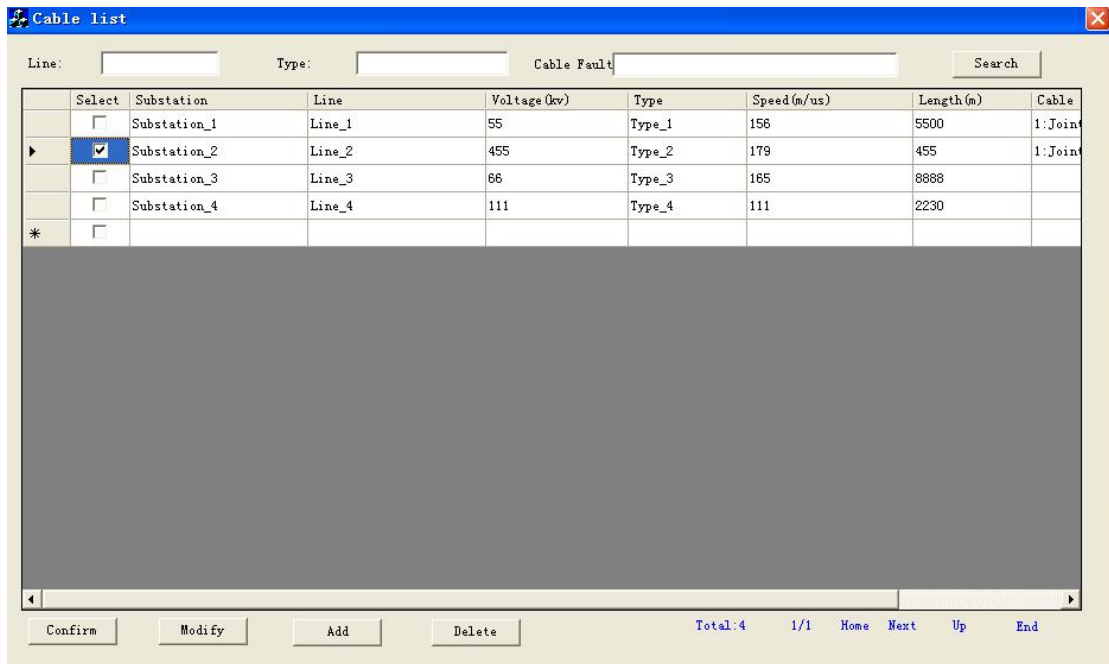 Cable list
Line: Type: Cable Fault Search
Select Substation Line Voltage(kv) Type Speed(m/us) Length(m) Cable
Substation_1 Line_1 55 Type_1 156 5500 1:Joint
Substation_2 Line_2 455 Type_2 179 455 1:Joint
Substation_3 Line_3 66 Type_3 165 8888
Substation_4 Line_4 111 Type_4 111 2230
Confirm Modify Add Delete Total:4 1/1 Home Next Up End